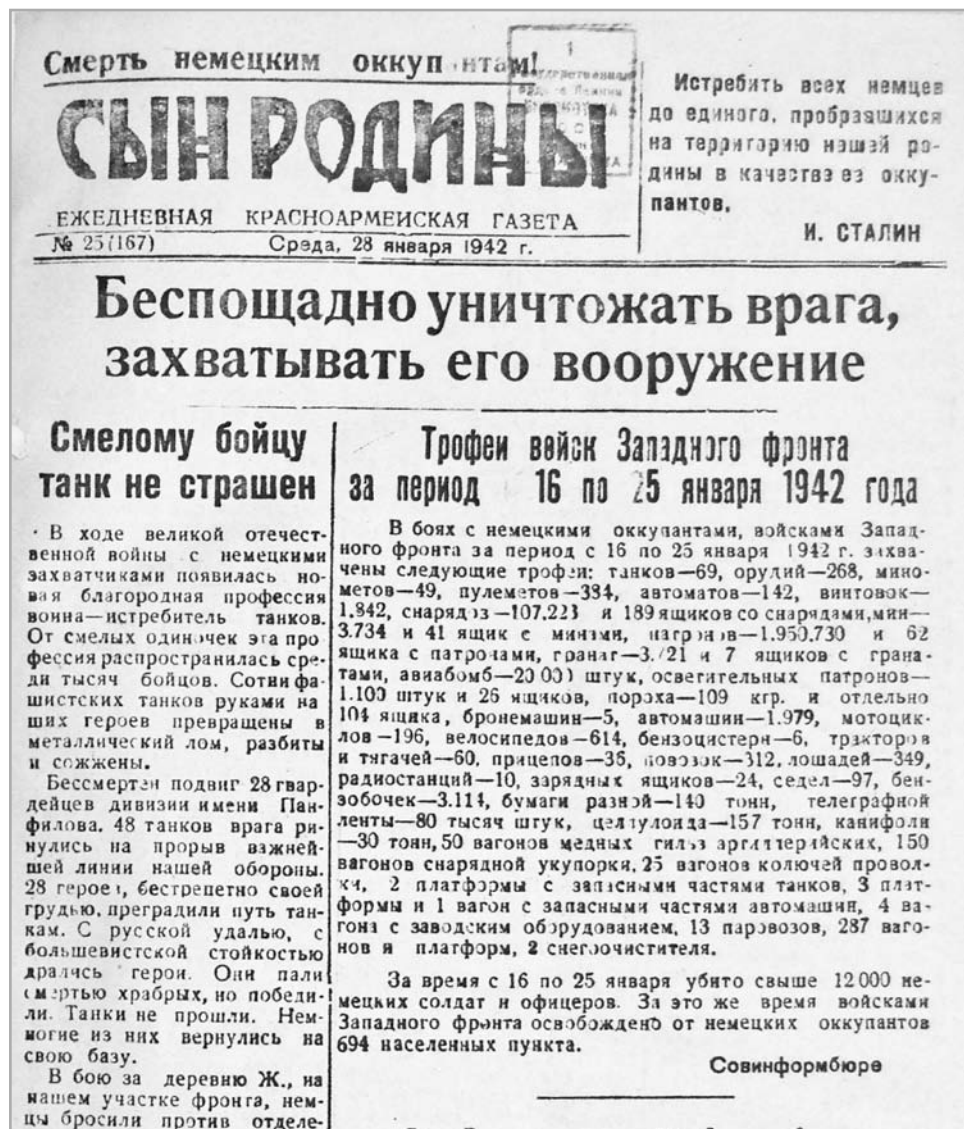 Смерть немецким оккупантам!
СЫН РОДИНЫ
ЕЖЕДНЕВНАЯ КРАСНОАРМЕЙСКАЯ ГАЗЕТА
№ 25(167) Среда, 28 января 1942 г.
Истребить всех немцев
до единого, пробравшихся
на территорию нашей ро-
дины в качестве ее окку-
пантов.
И. СТАЛИН
Беспощадно уничтожать врага,
захватывать его вооружение
Смелому бойцу
танк не страшен
В ходе великой отечест-
венной войны с немецкими
захватчиками появилась но-
вая благородная профессия
воина—истребитель танков.
От смелых одиночек эта про
фессия распространилась сре-
ди тысяч бойцов. Сотни фа-
шистских танков руками на
ших героев превращены в
металлический лом, разбиты
и сожжены.
Бессмертен подвиг 28 гвар-
дейцев дивизии имени Пан-
филова. 48 танков врага ри-
нулись на прорыв важней-
шей линии нашей обороны.
28 героев, бестрепетно своей
грудью, преградили путь тан-
кам. С русской удалью, с
большевистской стойкостью
дрались герои. Они пали
смертью храбрых, но победи-
ли. Танки не прошли. Нем-
ногие из них вернулись на
свою базу.
В бою за деревню Ж., на
нашем участке фронта, нем-
цы бросили против отделе-
Трофеи войск Западного фронта
за период 16 по 25 января 1942 года
В боях с немецкими оккупантами, войсками Запад-
ного фронта за период с 16 по 25 января 1942 г. захва-
чены следующие трофеи: танков—69, орудий—268, мино-
метов—49, пулеметов—334, автоматов—142, винтовок—
1.842, снарядов—107.223 и 189 ящиков со снарядами, мин—
3.734 и 41 ящик с минами, патронов—1.950.730 и 62
ящика с патронами, гранат— и 7 ящиков с грана-
тами, авиабомб— штук, осветительных патронов—
1.100 штук и 26 ящиков, пороха—109 кгр. и отдельно
104 ящика, бронемашин—5, автомашин—1.979, мотоцик-
лов—196, велосипедов—614, бензоцистерн—6, тракторов
и тягачей—60, прицепов—35, повозок—312, лошадей—349,
радиостанций—10, зарядных ящиков—24, седел—97, бен-
зобочек—3.114, бумаги разной—140 тонн, телеграфной
ленты—80 тысяч штук, целлулоида—157 тонн, канифоли
—30 тонн, 50 вагонов медных гильз артиллерийских, 150
вагонов снарядной укупорки, 25 вагонов колючей проволо-
ки, 2 платформы с запасными частями танков, 3 плат-
формы и 1 вагон с запасными частями автомашин, 4 ва-
гона с заводским оборудованием, 13 паровозов, 287 ваго-
нов и платформ, 2 снегоочистителя.
За время с 16 по 25 января убито свыше 12000 не-
мецких солдат и офицеров. За это же время войсками
Западного фронта освобождено от немецких оккупантов
694 населенных пункта.
Совинформбюро